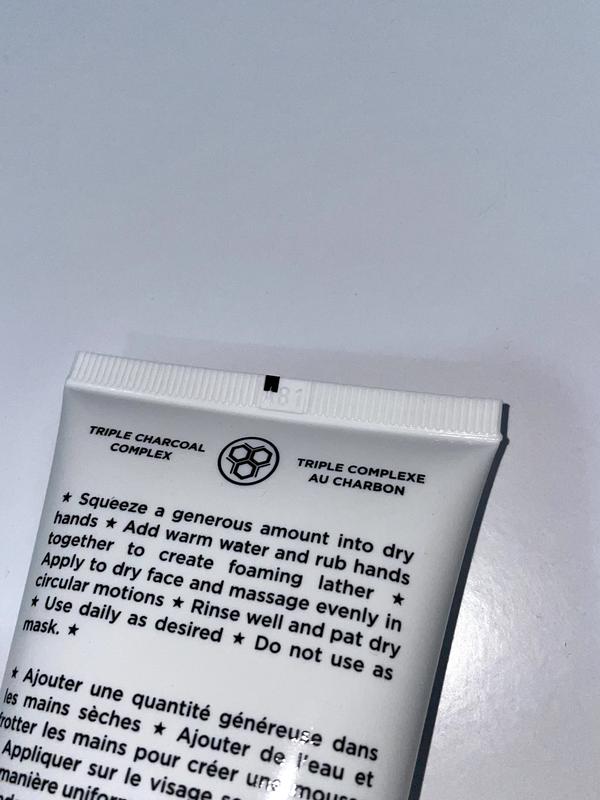 81
TRIPLE CHARCOAL
COMPLEX
TRIPLE COMPLEXE
AU CHARBON
★ Squeeze a generous amount into dry
hands ★ Add warm water and rub hands
together to create foaming lather ★
Apply to dry face and massage evenly in
circular motions ★ Rinse well and pat dry
★ Use daily as desired ★ Do not use as
mask. ★
★ Ajouter une quantité généreuse dans
les mains sèches ★ Ajouter de l'eau et
frotter les mains pour créer une mousse
Appliquer sur le visage
manière